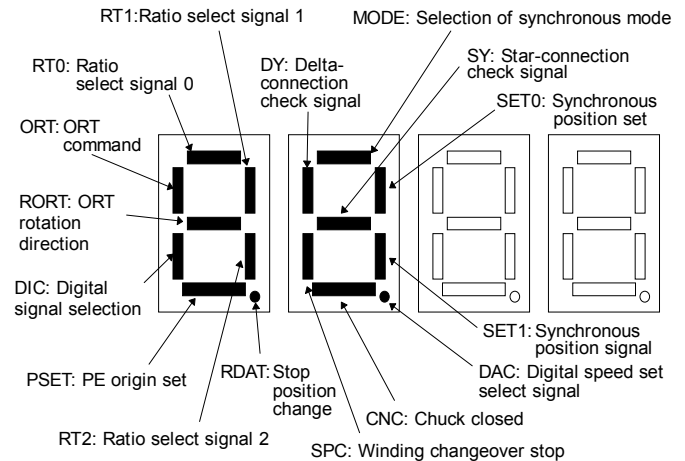 RT1:Ratio select signal 1
MODE: Selection of synchronous mode
RT0: Ratio
select signal 0
DY: Delta-
connection
check signal
SY: Star-connection
check signal
SET0: Synchronous
position set
ORT: ORT
command
RORT: ORT
rotation
direction
DIC: Digital
signal selection
PSET: PE origin set
RDAT: Stop
position
change
RT2: Ratio select signal 2
SET1: Synchronous
position signal
DAC: Digital speed set
select signal
CNC: Chuck closed
SPC: Winding changeover stop